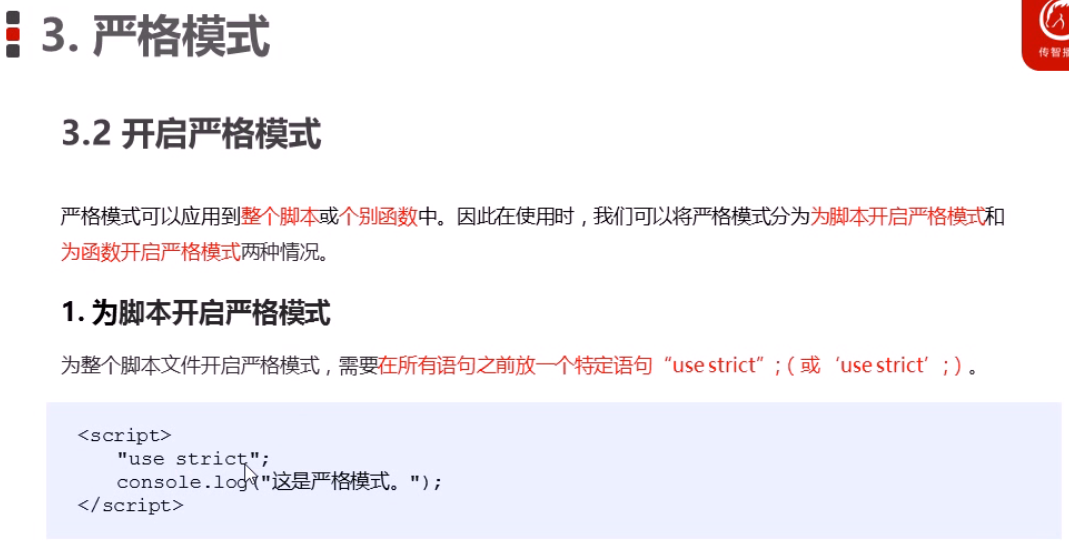 3. 严格模式
传智播
3.2 开启严格模式
严格模式可以应用到整个脚本或个别函数中。因此在使用时，我们可以将严格模式分为为脚本开启严格模式和
为函数开启严格模式两种情况。
1. 为脚本开启严格模式
为整个脚本文件开启严格模式，需要在所有语句之前放一个特定语句“use strict”;（或‘use strict’;）。
<script>
"use strict";
console.log("这是严格模式。");
</script>